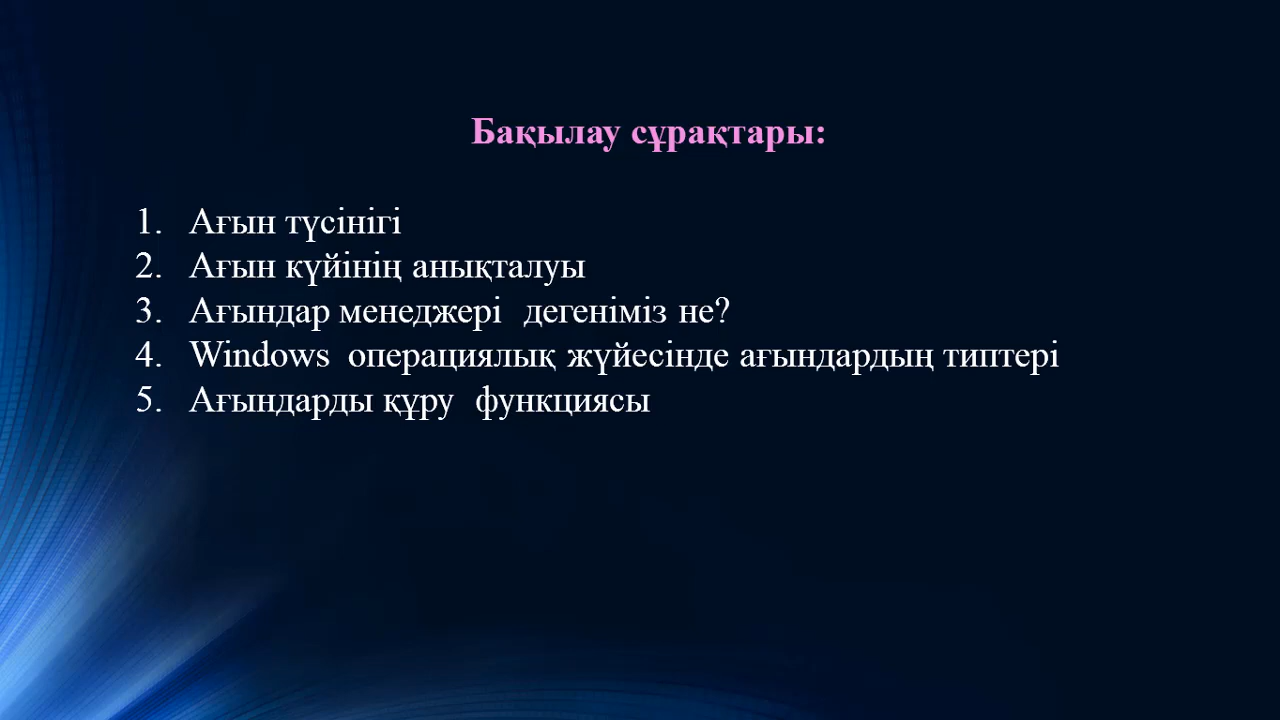 Бақылау сұрақтары:
1. Ағын түсінігі
2. Ағын күйінің анықталуы
3. Ағындар менеджері дегеніміз не?
4. Windows операциялық жүйесінде ағындардың типтері
5. Ағындарды құру функциясы